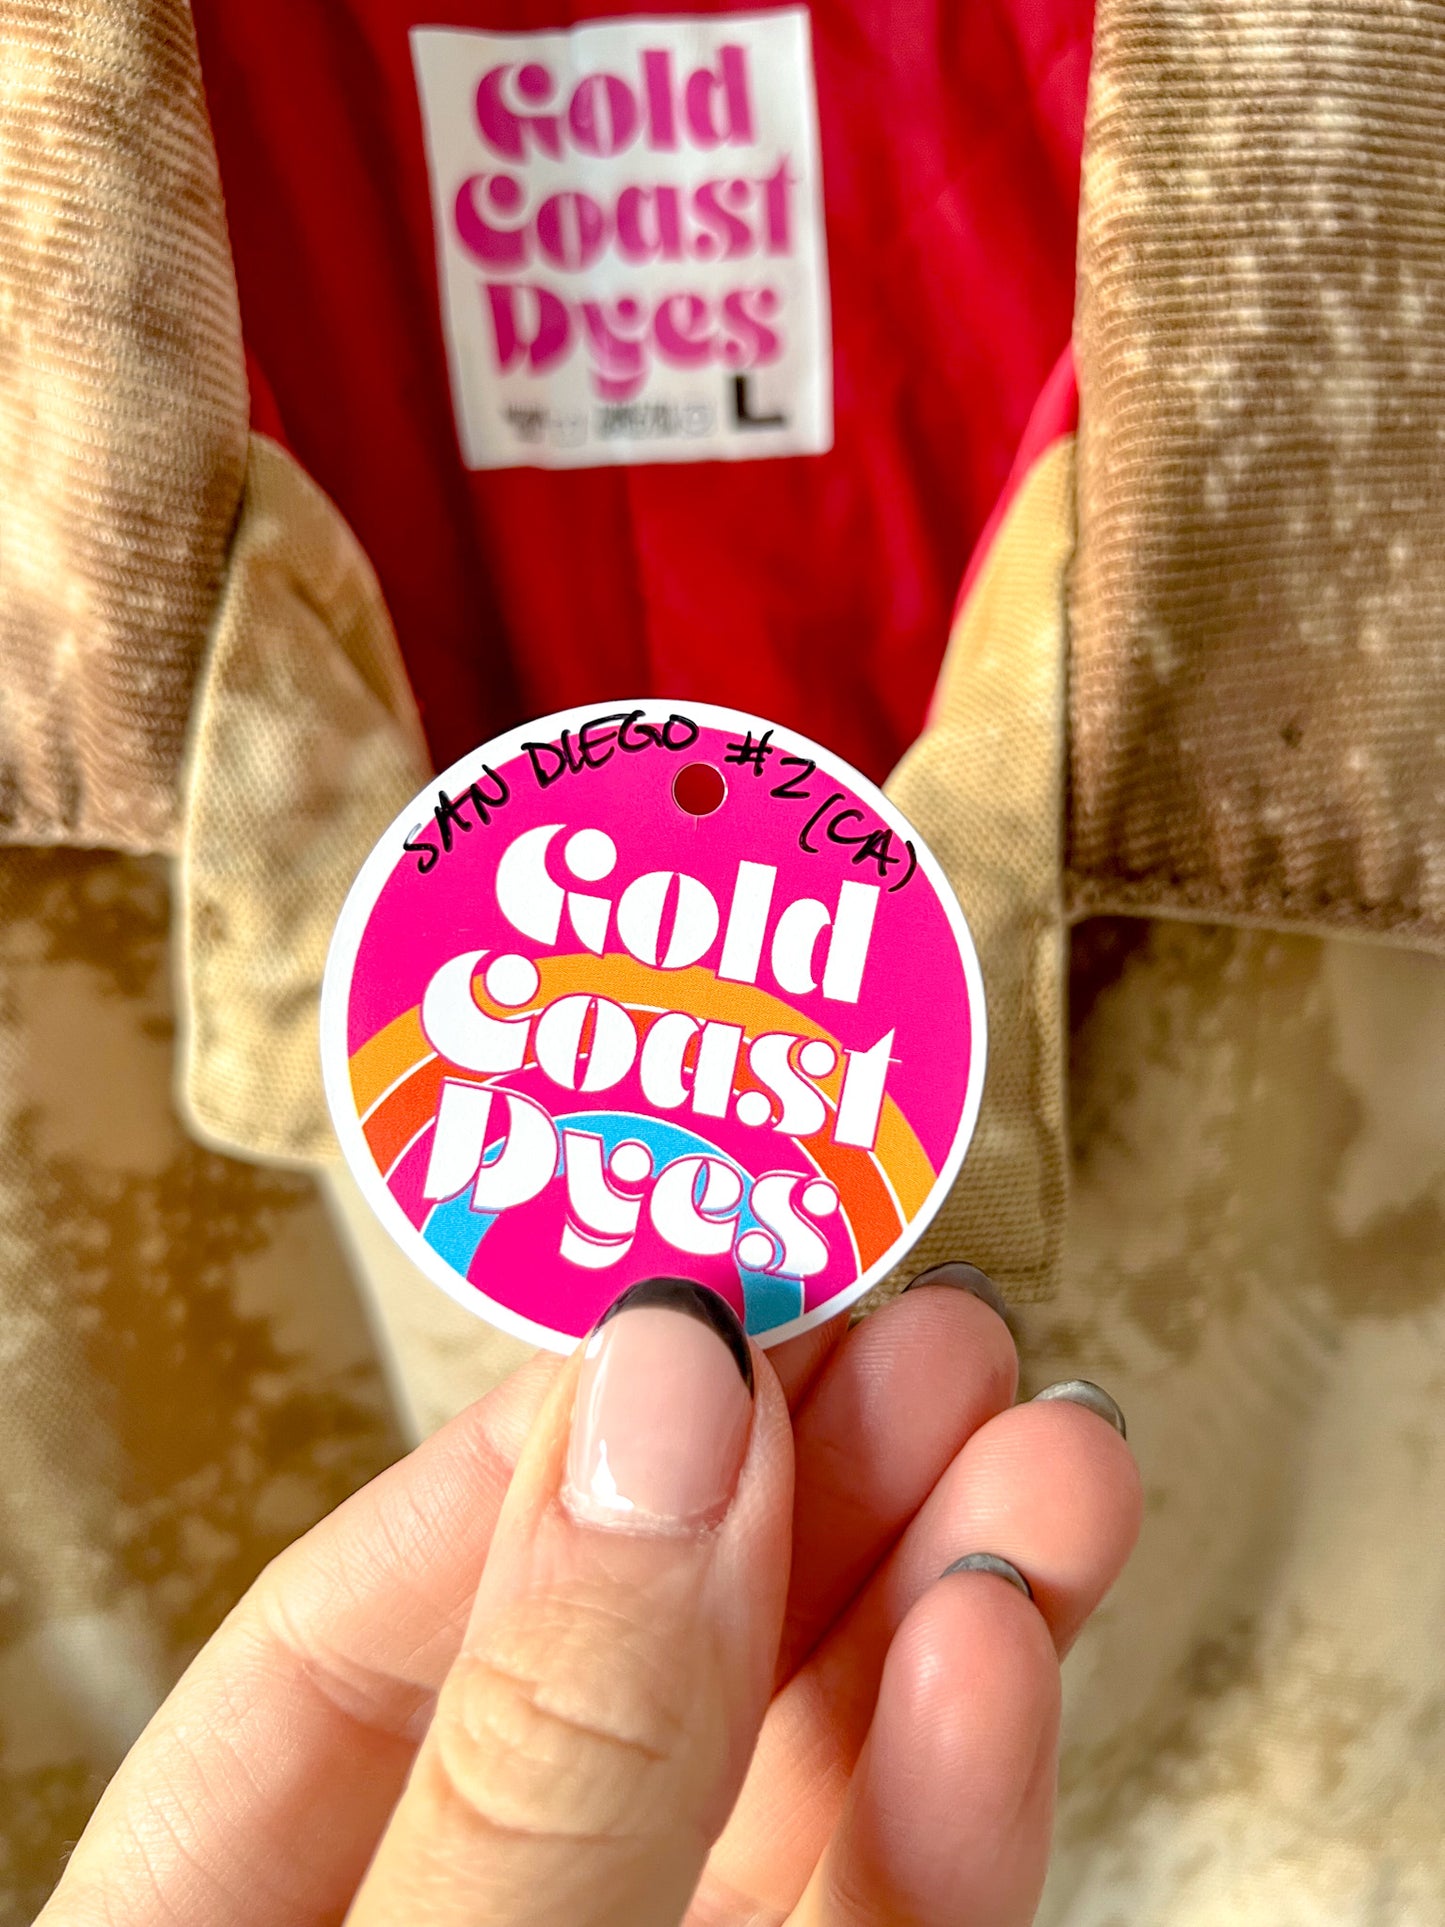 Gold
Coast
Dyes
L
SAN DIEGO #2 (CA)
Gold
Coast
Dyes